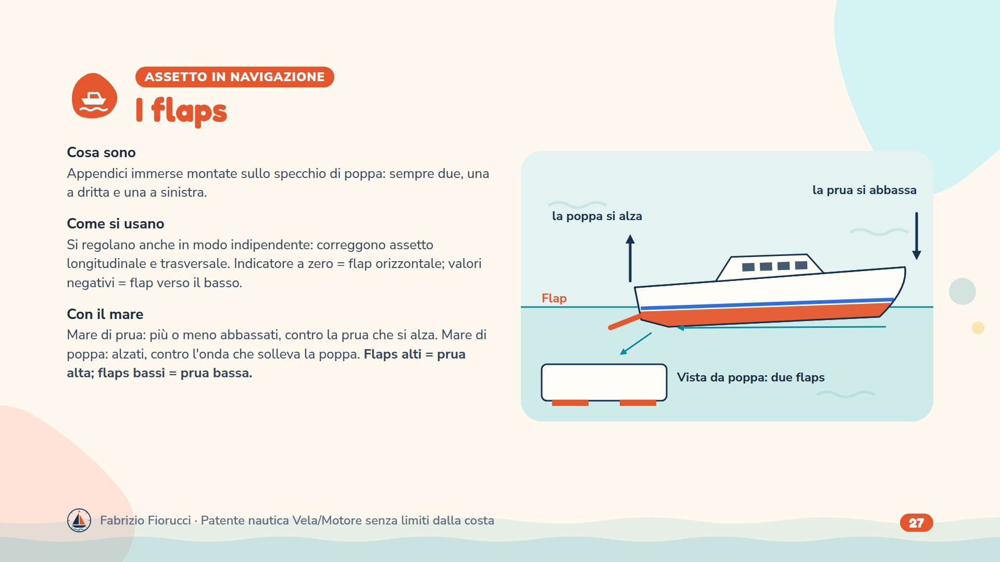 ASSETTO IN NAVIGAZIONE
I flaps
Cosa sono
Appendici immerse montate sullo specchio di poppa: sempre due, una
a dritta e una a sinistra.
Come si usano
Si regolano anche in modo indipendente: correggono assetto
longitudinale e trasversale. Indicatore a zero = flap orizzontale; valori
negativi = flap verso il basso.
Con il mare
Mare di prua: più o meno abbassati, contro la prua che si alza. Mare di
poppa: alzati, contro l'onda che solleva la poppa. Flaps alti = prua
alta; flaps bassi = prua bassa.
la prua si abbassa
la poppa si alza
Flap
Vista da poppa: due flaps
Fabrizio Fiorucci · Patente nautica Vela/Motore senza limiti dalla costa
27